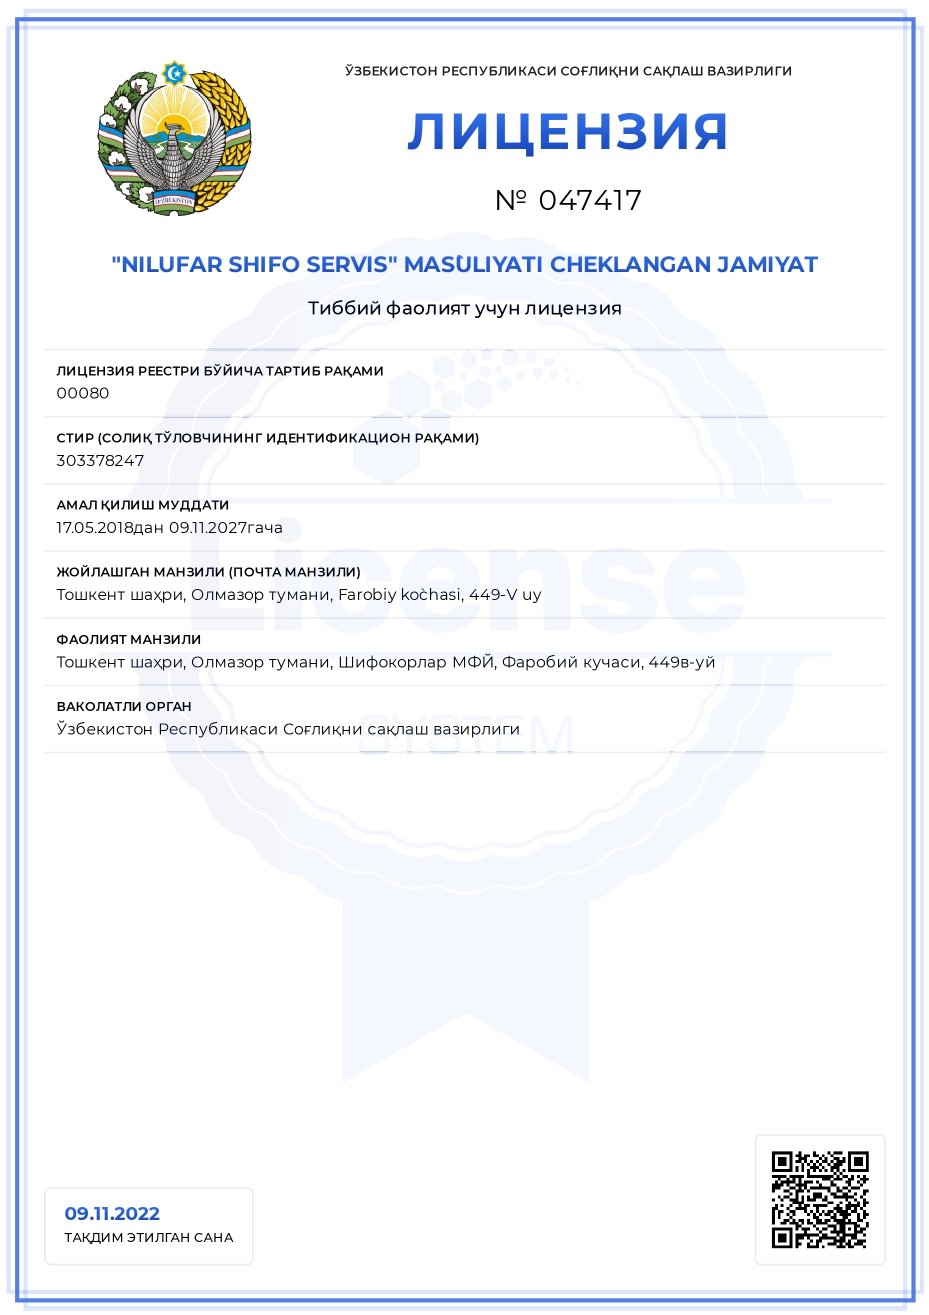 ЎЗБЕКИСТОН РЕСПУБЛИКАСИ СОҒЛИҚНИ САҚЛАШ ВАЗИРЛИГИ
ЛИЦЕНЗИЯ
№ 047417
O'ZBEKISTON
"NILUFAR SHIFO SERVIS" MASʼULIYATI CHEKLANGAN JAMIYAT
Тиббий фаолият учун лицензия
ЛИЦЕНЗИЯ РЕЕСТРИ БЎЙИЧА ТАРТИБ РАҚАМИ
00080
СТИР (СОЛИҚ ТЎЛОВЧИНИНГ ИДЕНТИФИКАЦИОН РАҚАМИ)
303378247
АМАЛ ҚИЛИШ МУДДАТИ
17.05.2018дан 09.11.2027гача
ЖОЙЛАШГАН МАНЗИЛИ (ПОЧТА МАНЗИЛИ)
Тошкент шаҳри, Олмазор тумани, Farobiy ko`chasi, 449-V uy
License
ФАОЛИЯТ МАНЗИЛИ
Тошкент шаҳри, Олмазор тумани, Шифокорлар МФЙ, Фаробий кучаси, 449в-уй
ВАКОЛАТЛИ ОРГАН
Ўзбекистон Республикаси Соғлиқни сақлаш вазирлиги
SYSTEM
09.11.2022
ТАҚДИМ ЭТИЛГАН САНА